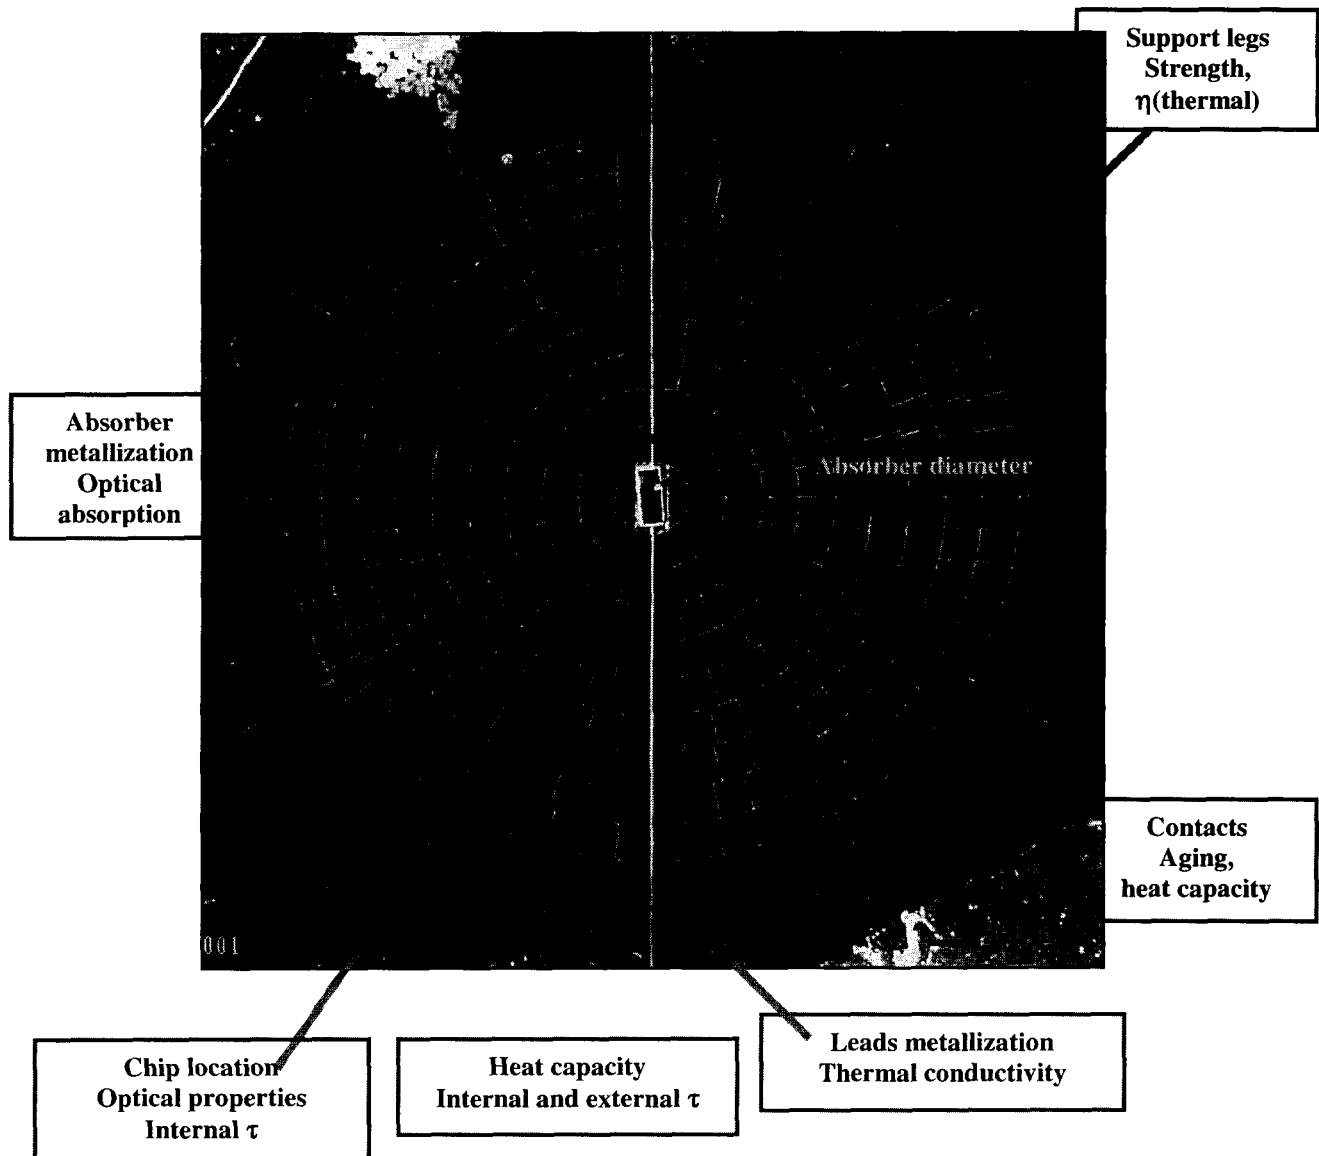 Support legs
Strength,
η(thermal)
Absorber
metallization
Optical
absorption
Absorber diameter
Contacts
Aging,
heat capacity
001
Chip location
Optical properties
Internal τ
Heat capacity
Internal and external τ
Leads metallization
Thermal conductivity